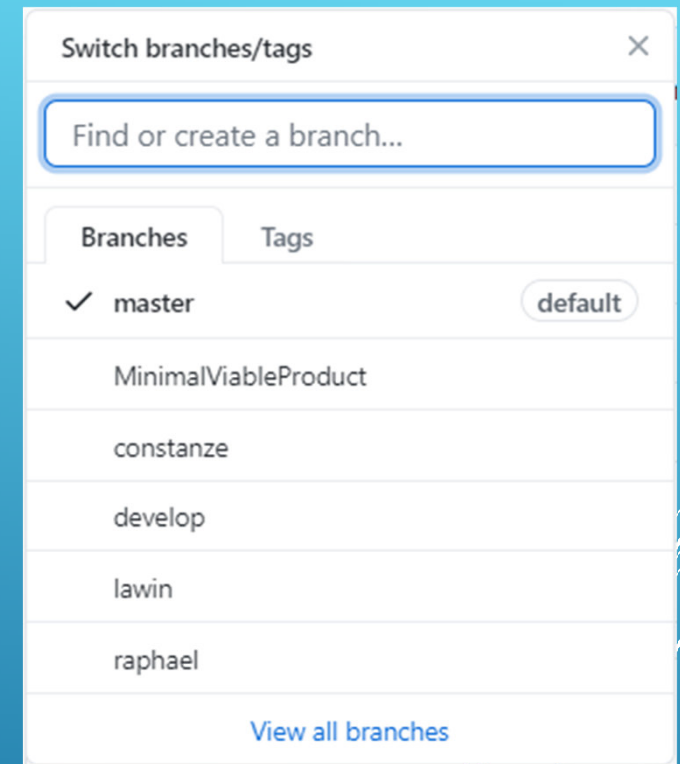 Switch branches/tags
Find or create a branch...
Branches Tags
master default
MinimalViableProduct
constanze
develop
lawin
raphael
View all branches